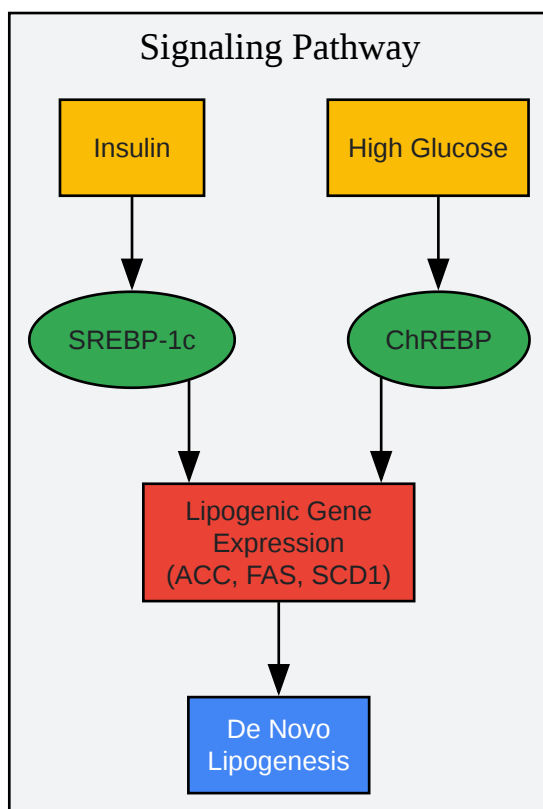 Signaling Pathway
Insulin
High Glucose
SREBP-1c
ChREBP
Lipogenic Gene
Expression
(ACC, FAS, SCD1)
De Novo
Lipogenesis